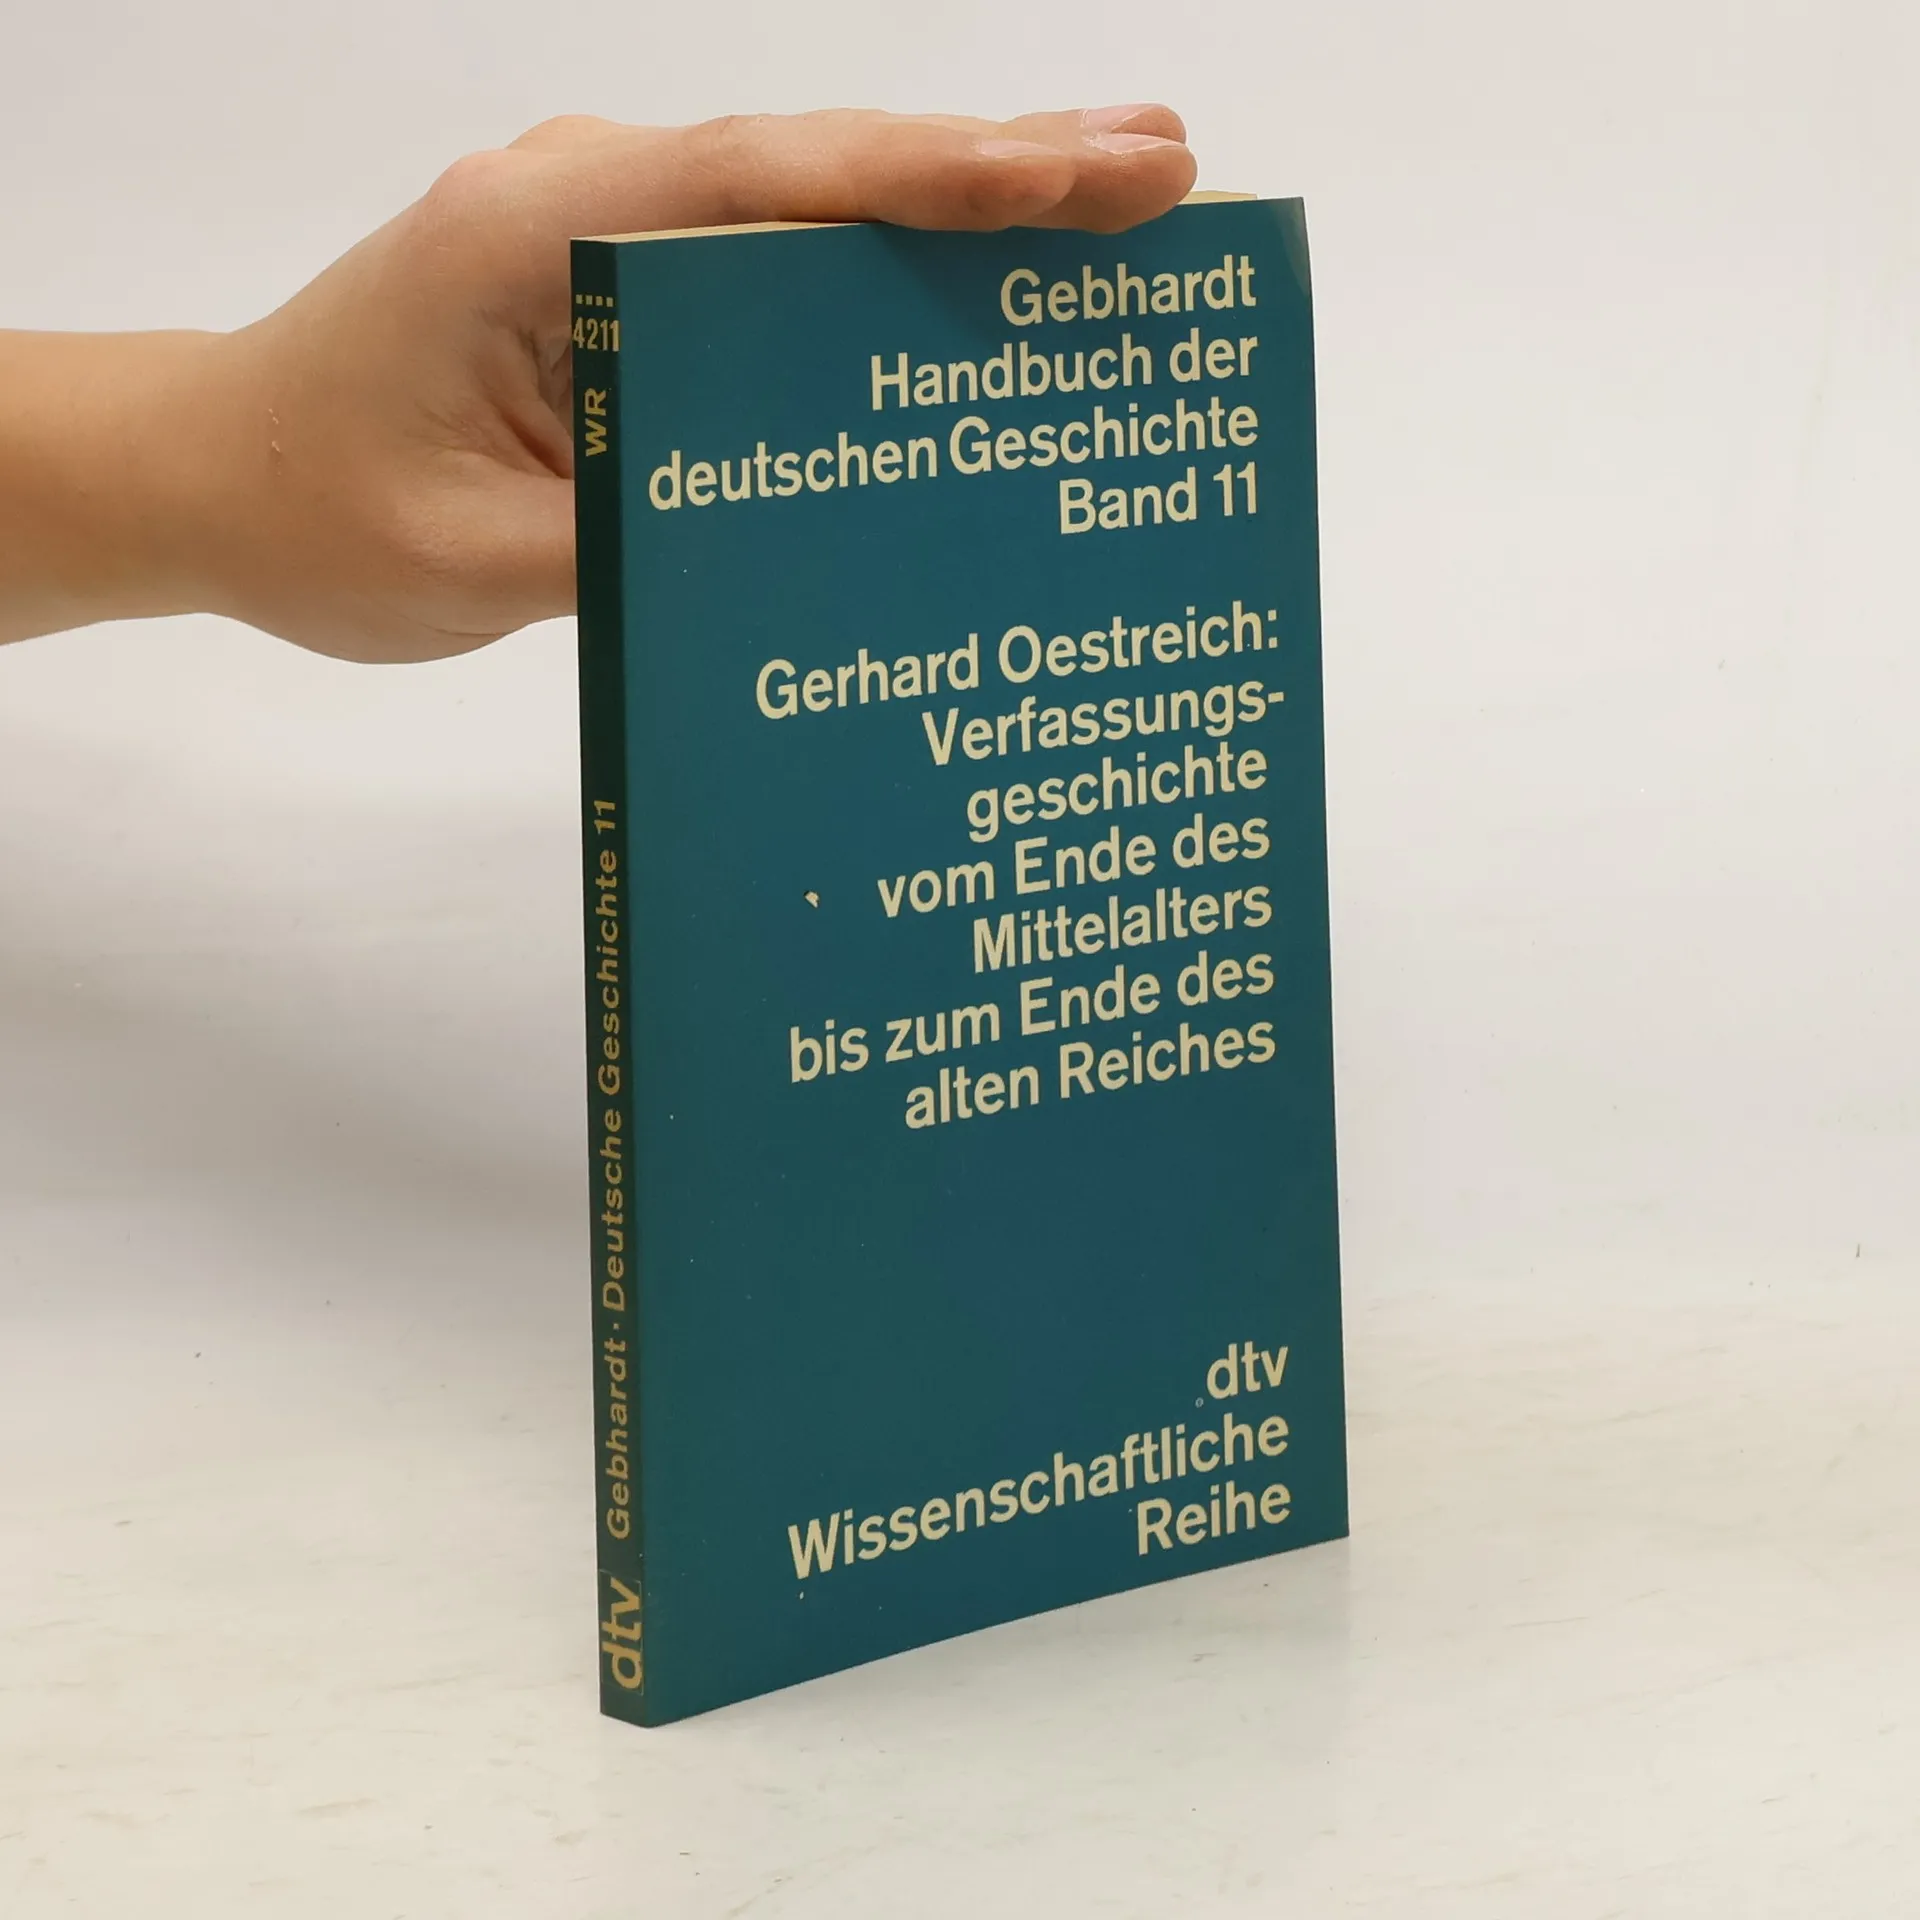 Gebhardt
Handbuch der
deutschen Geschichte
Band 11
Gerhard Oestreich:
Verfassungs-
geschichte
vom Ende des
Mittelalters
bis zum Ende des
alten Reiches
dtv
Wissenschaftliche
Reihe
4211
WR
Gebhardt · Deutsche Geschichte 11
dtv